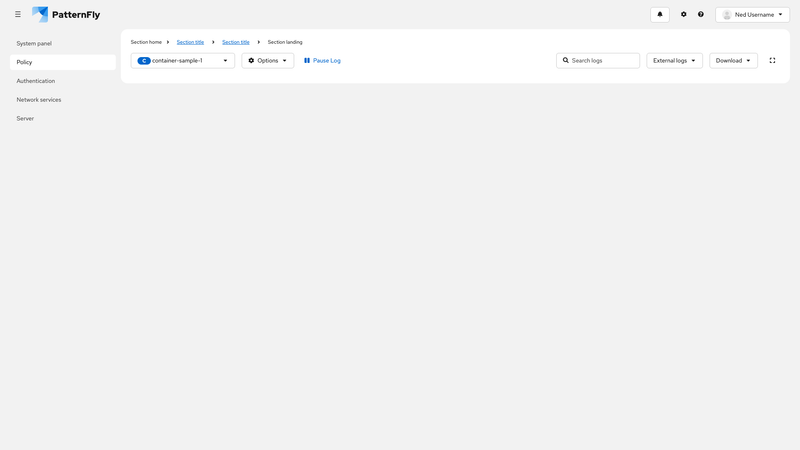 PatternFly
Ned Username
System panel
Policy
Authentication
Network services
Server
Section home Section title Section title Section landing
C container-sample-1 Options Pause Log Search logs External logs Download